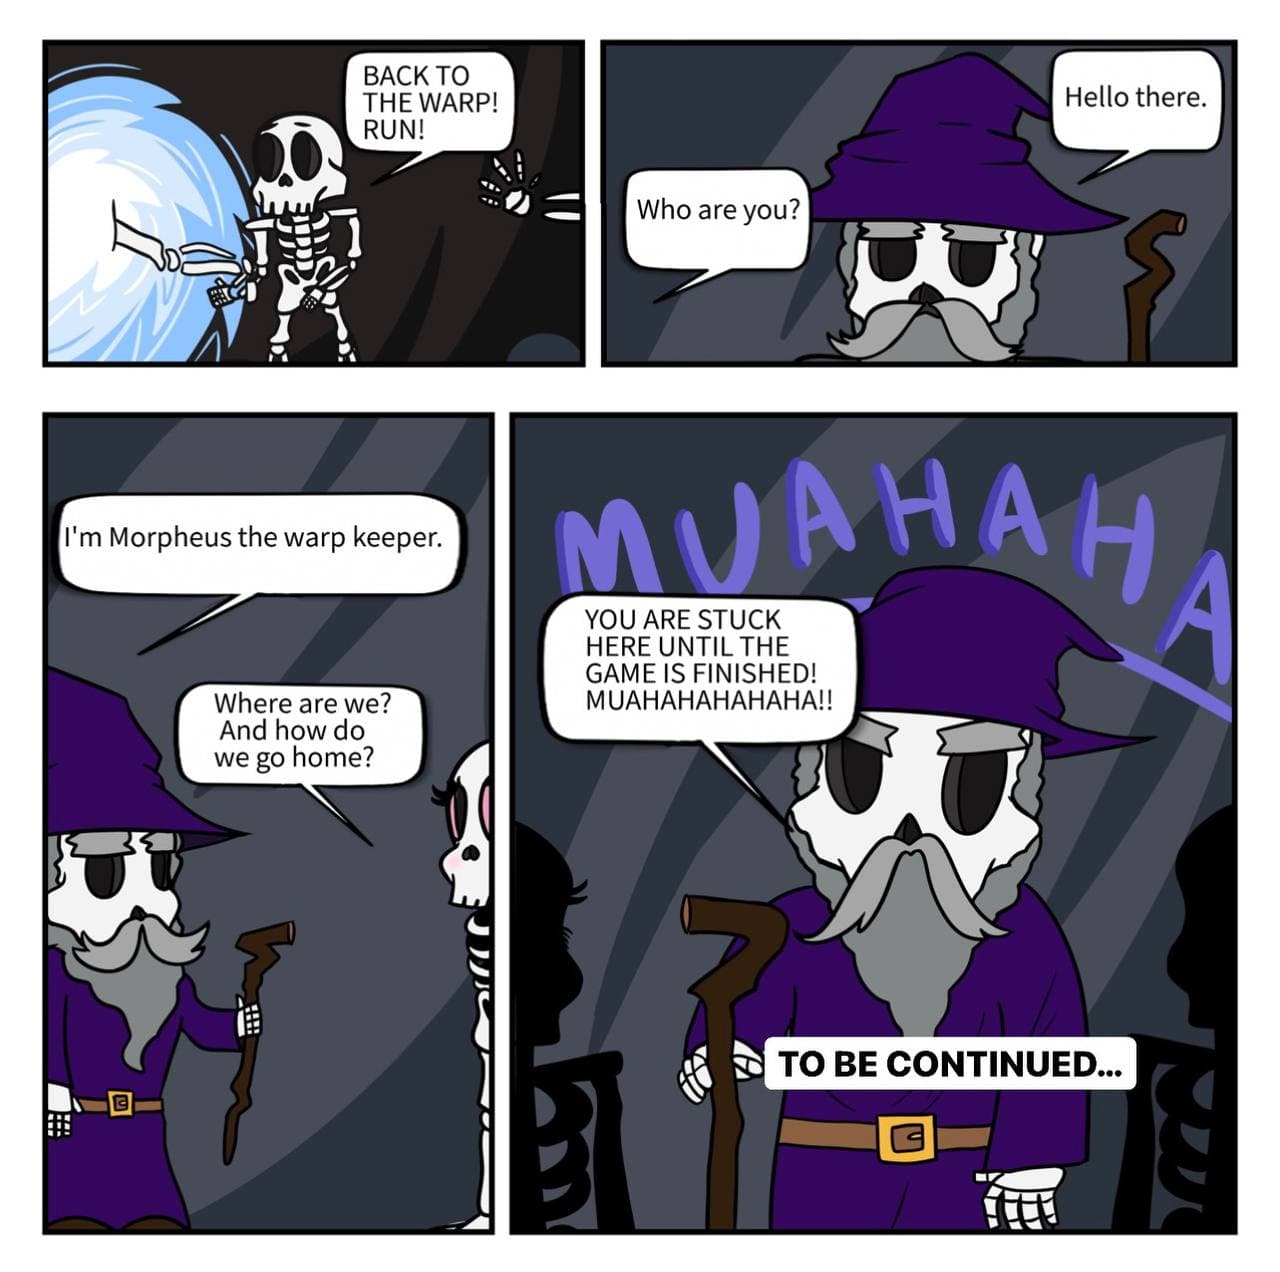 BACK TO
THE WARP!
RUN!
Hello there.
Who are you?
I'm Morpheus the warp keeper.
Where are we?
And how do
we go home?
MUAHAHA
YOU ARE STUCK
HERE UNTIL THE
GAME IS FINISHED!
MUAHAHAHAHAHA!!
TO BE CONTINUED...